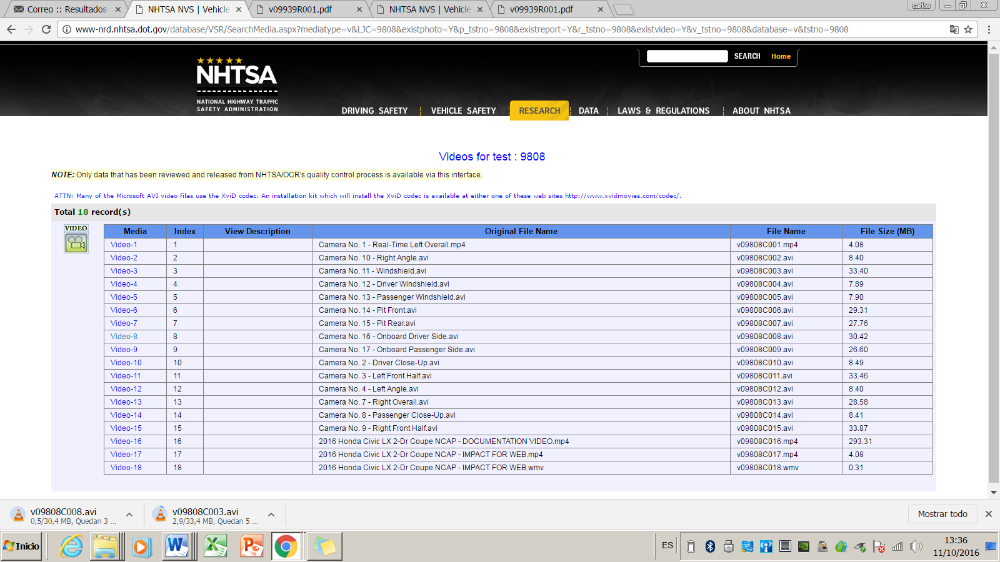 Correo :: Resultados
NHTSA NVS | Vehicle
v09939R001.pdf
NHTSA NVS | Vehicle
v09939R001.pdf
carlos
www-nrd.nhtsa.dot.gov/database/VSR/SearchMedia.aspx?mediatype=v&LJC=9808&existphoto=Y&p_tstno=9808&existreport=Y&r_tstno=9808&existvideo=Y&v_tstno=9808&database=v&tstno=9808
NHTSA
NATIONAL HIGHWAY TRAFFIC
SAFETY ADMINISTRATION
SEARCH Home
DRIVING SAFETY VEHICLE SAFETY RESEARCH DATA LAWS & REGULATIONS ABOUT NHTSA
Videos for test : 9808
NOTE: Only data that has been reviewed and released from NHTSA/OCR's quality control process is available via this interface.
ATTN: Many of the Microsoft AVI video files use the XviD codec. An installation kit which will install the XviD codec is available at either one of these web sites http://www.xvidmovies.com/codec/.
Total 18 record(s)
VIDEO
Media Index View Description Original File Name File Name File Size (MB)
Video-1 1 Camera No. 1 - Real-Time Left Overall.mp4 v09808C001.mp4 4.08
Video-2 2 Camera No. 10 - Right Angle.avi v09808C002.avi 8.40
Video-3 3 Camera No. 11 - Windshield.avi v09808C003.avi 33.40
Video-4 4 Camera No. 12 - Driver Windshield.avi v09808C004.avi 7.89
Video-5 5 Camera No. 13 - Passenger Windshield.avi v09808C005.avi 7.90
Video-6 6 Camera No. 14 - Pit Front.avi v09808C006.avi 29.31
Video-7 7 Camera No. 15 - Pit Rear.avi v09808C007.avi 27.76
Video-8 8 Camera No. 16 - Onboard Driver Side.avi v09808C008.avi 30.42
Video-9 9 Camera No. 17 - Onboard Passenger Side.avi v09808C009.avi 26.60
Video-10 10 Camera No. 2 - Driver Close-Up.avi v09808C010.avi 8.49
Video-11 11 Camera No. 3 - Left Front Half.avi v09808C011.avi 33.46
Video-12 12 Camera No. 4 - Left Angle.avi v09808C012.avi 8.40
Video-13 13 Camera No. 7 - Right Overall.avi v09808C013.avi 28.58
Video-14 14 Camera No. 8 - Passenger Close-Up.avi v09808C014.avi 8.41
Video-15 15 Camera No. 9 - Right Front Half.avi v09808C015.avi 33.87
Video-16 16 2016 Honda Civic LX 2-Dr Coupe NCAP - DOCUMENTATION VIDEO.mp4 v09808C016.mp4 293.31
Video-17 17 2016 Honda Civic LX 2-Dr Coupe NCAP - IMPACT FOR WEB.mp4 v09808C017.mp4 4.08
Video-18 18 2016 Honda Civic LX 2-Dr Coupe NCAP - IMPACT FOR WEB.wmv v09808C018.wmv 0.31
v09808C008.avi
0,5/30,4 MB, Quedan 3 ...
v09808C003.avi
2,9/33,4 MB, Quedan 5 ...
Mostrar todo
Inicio
ES
13:36
11/10/2016